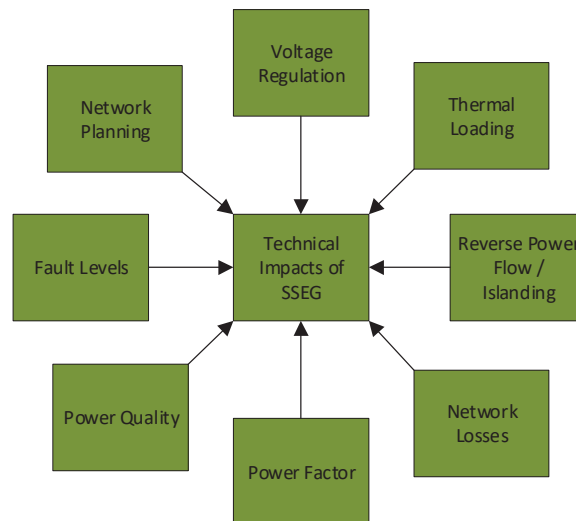 Voltage
Regulation
Network
Planning
Thermal
Loading
Fault Levels
Technical
Impacts of
SSEG
Reverse Power
Flow /
Islanding
Power Quality
Power Factor
Network
Losses